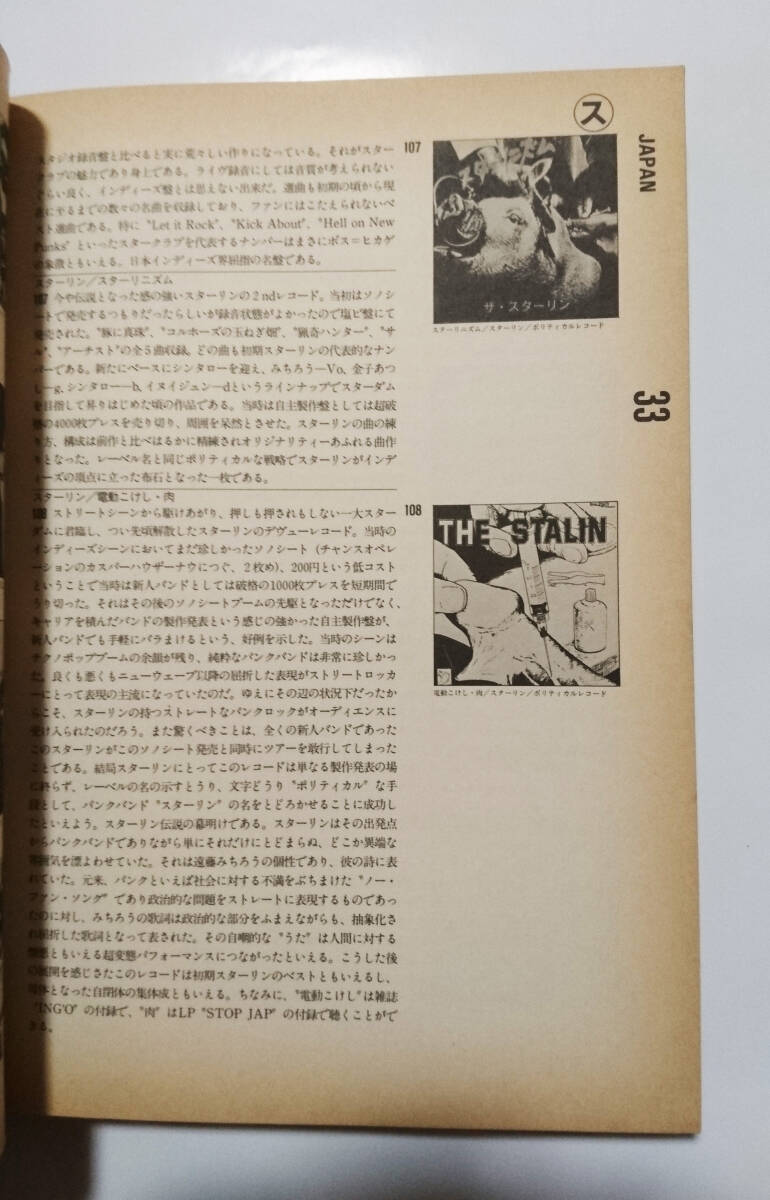 ス
JAPAN
33
スタジオ録音盤と比べると実に荒々しい作りになっている。それがスター
クラブの魅力であり身上である。ライヴ録音にしては音質が考えられない
ぐらい良く、インディーズ盤とは思えない出来だ。選曲も初期の頃から現
在に至るまでの数々の名曲を収録しており、ファンにはこたえられないベ
スト選曲である。特に〝Let it Rock〟、〝Kick About〟、〝Hell on New
Punks〟といったスタークラブを代表するナンバーはまさにボス=ヒカゲ
の象徴ともいえる。日本インディーズ界屈指の名盤である。
スターリン/スターリニズム
107 今や伝説となった感の強いスターリンの2ndレコード。当初はソノシ
ートで発売するつもりだったらしいが録音状態がよかったので塩ビ盤にて
発売された。〝豚に真珠〟、〝コルホーズの玉ねぎ畑〟、〝猟奇ハンター〟、〝サ
ル〟、〝アーチスト〟の全5曲収録。どの曲も初期スターリンの代表的なナン
バーである。新たにベースにシンタローを迎え、みちろう—Vo、金子あつ
し—g、シンタロー—b、イヌイジュン—dというラインナップでスターダム
を目指して昇りはじめた頃の作品である。当時は自主製作盤としては超破
格の4000枚プレスを売り切り、周囲を呆然とさせた。スターリンの曲の練
り方、構成は前作と比べはるかに精練されオリジナリティーあふれる曲作
りとなった。レーベル名と同じポリティカルな戦略でスターリンがインデ
ィーズの頂点に立った布石となった一枚である。
スターリン/電動こけし・肉
108 ストリートシーンから駆けあがり、押しも押されもしない一大スター
ダムに君臨し、つい先頃解散したスターリンのデヴューレコード。当時の
インディーズシーンにおいてまだ珍しかったソノシート(チャンスオペレ
ーションのカスパーハウザーナウにつぐ、2枚め)、200円という低コスト
ということで当時は新人バンドとしては破格の1000枚プレスを短期間で
うり切った。それはその後のソノシートブームの先駆となっただけでなく、
キャリアを積んだバンドの製作発表という感じの強かった自主製作盤が、
新人バンドでも手軽にバラまけるという、好例を示した。当時のシーンは
テクノポップブームの余韻が残り、純粋なパンクバンドは非常に珍しかっ
た。良くも悪くもニューウェーブ以降の屈折した表現がストリートロッカ
ーにとって表現の主流になっていたのだ。ゆえにその辺の状況下だったか
らこそ、スターリンの持つストレートなパンクロックがオーディエンスに
受け入られたのだろう。また驚くべきことは、全くの新人バンドであった
このスターリンがこのソノシート発売と同時にツアーを敢行してしまった
ことである。結局スターリンにとってこのレコードは単なる製作発表の場
に終らず、レーベルの名の示すとうり、文字どうり〝ポリティカル〟な手
段として、パンクバンド〝スターリン〟の名をとどろかせることに成功し
たといえよう。スターリン伝説の幕明けである。スターリンはその出発点
からパンクバンドでありながら単にそれだけにとどまらぬ、どこか異端な
雰囲気を漂よわせていた。それは遠藤みちろうの個性であり、彼の詩に表
れていた。元来、パンクといえば社会に対する不満をぶちまけた〝ノー・
ファン・ソング〟であり政治的な問題をストレートに表現するものであっ
たのに対し、みちろうの歌詞は政治的な部分をふまえながらも、抽象化さ
れ屈折した歌詞となって表された。その自嘲的な〝うた〟は人間に対する
憎悪ともいえる超変態パフォーマンスにつながったといえる。こうした後
の展開を感じさたこのレコードは初期スターリンのベストともいえるし、
となった自閉体の集体成ともいえる。ちなみに、〝電動こけし〟は雑誌
〝ING'O〟の付録で、〝肉〟はLP〝STOP JAP〟の付録で聴くことがで
きる。
107
ザ・スターリン
スターリニズム/スターリン/ポリティカルレコード
108
THE STALIN
電動こけし・肉/スターリン/ポリティカルレコード